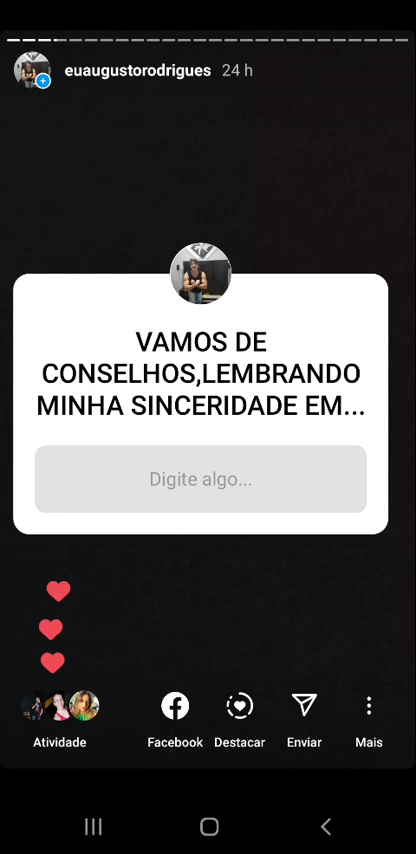 euaugustorodrigues 24 h
VAMOS DE
CONSELHOS,LEMBRANDO
MINHA SINCERIDADE EM...
Digite algo...
Atividade Facebook Destacar Enviar Mais